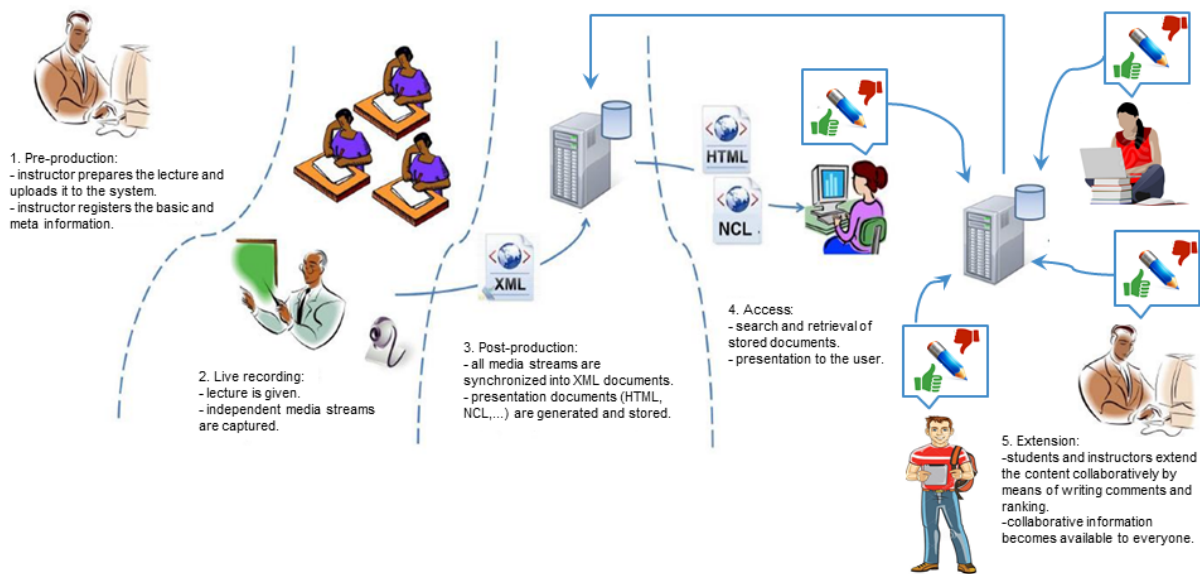 1. Pre-production:
- instructor prepares the lecture and
uploads it to the system.
- instructor registers the basic and
meta information.
2. Live recording:
- lecture is given.
- independent media streams
are captured.
XML
3. Post-production:
- all media streams are
synchronized into XML documents.
- presentation documents (HTML,
NCL,...) are generated and stored.
HTML
NCL
4. Access:
- search and retrieval of
stored documents.
- presentation to the user.
5. Extension:
-students and instructors extend
the content collaboratively by
means of writing comments and
ranking.
-collaborative information
becomes available to everyone.